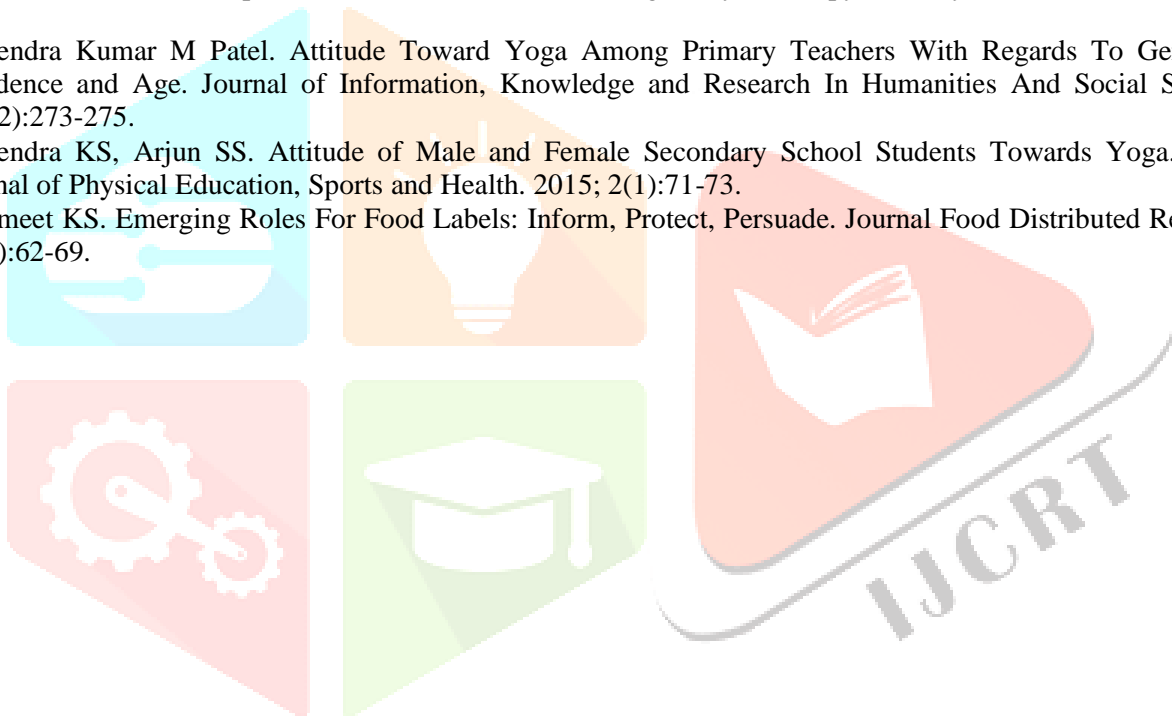 endra Kumar M Patel. Attitude Toward Yoga Among Primary Teachers With Regards To Ge
dence and Age. Journal of Information, Knowledge and Research In Humanities And Social S
2):273-275.
endra KS, Arjun SS. Attitude of Male and Female Secondary School Students Towards Yoga.
nal of Physical Education, Sports and Health. 2015; 2(1):71-73.
meet KS. Emerging Roles For Food Labels: Inform, Protect, Persuade. Journal Food Distributed Re
):62-69.
IJCRT